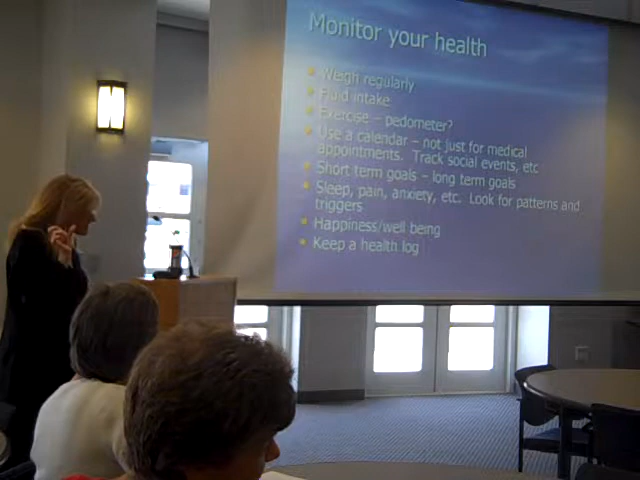 Monitor your health
Weigh regularly
Fluid intake
Exercise – pedometer?
Use a calendar – not just for medical
appointments. Track social events, etc
Short term goals – long term goals
Sleep, pain, anxiety, etc. Look for patterns and
triggers
Happiness/well being
Keep a health log